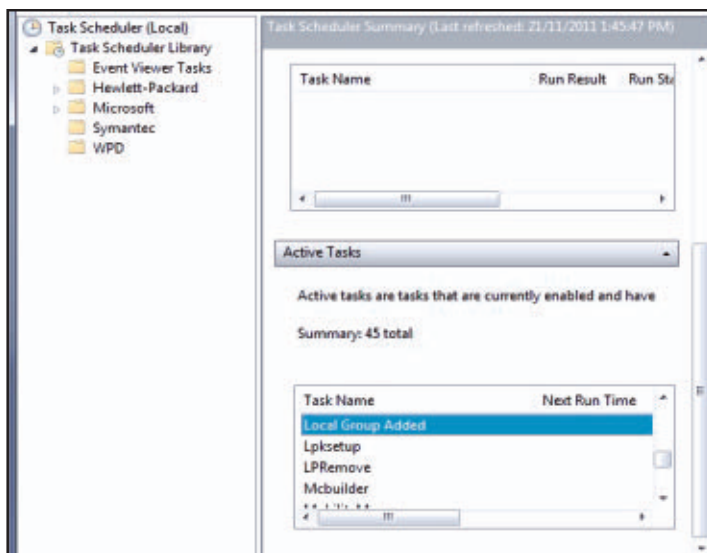 Task Scheduler (Local)
Task Scheduler Library
Event Viewer Tasks
Hewlett-Packard
Microsoft
Symantec
WPD
Task Scheduler Summary (Last refreshed: 21/11/2011 1:45:47 PM)
Task Name Run Result Run Sta
Active Tasks
Active tasks are tasks that are currently enabled and have
Summary: 45 total
Task Name Next Run Time
Local Group Added
Lpksetup
LPRemove
Mcbuilder